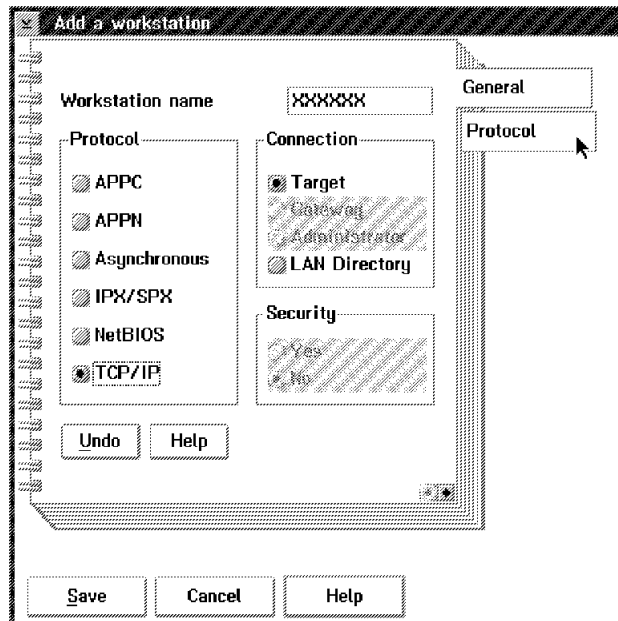 Add a workstation
General
Protocol
Workstation name XXXXXX
Protocol
APPC
APPN
Asynchronous
IPX/SPX
NetBIOS
TCP/IP
Connection
Target
Gateway
Administrator
LAN Directory
Security
Yes
No
Undo Help
Save Cancel Help